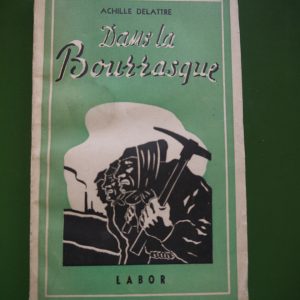 ACHILLE DELATTRE
Dans la
Bourrasque
LABOR